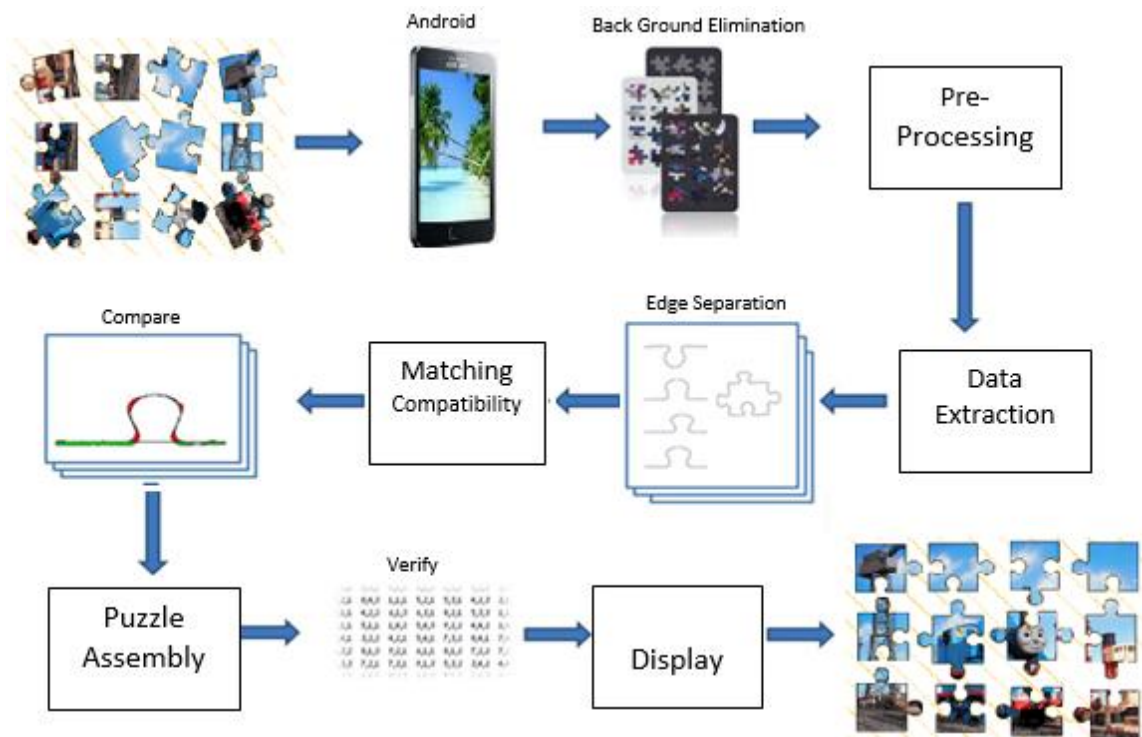 Android
Back Ground Elimination
Pre-
Processing
Compare
Matching
Compatibility
Edge Separation
Data
Extraction
Puzzle
Assembly
Verify
Display